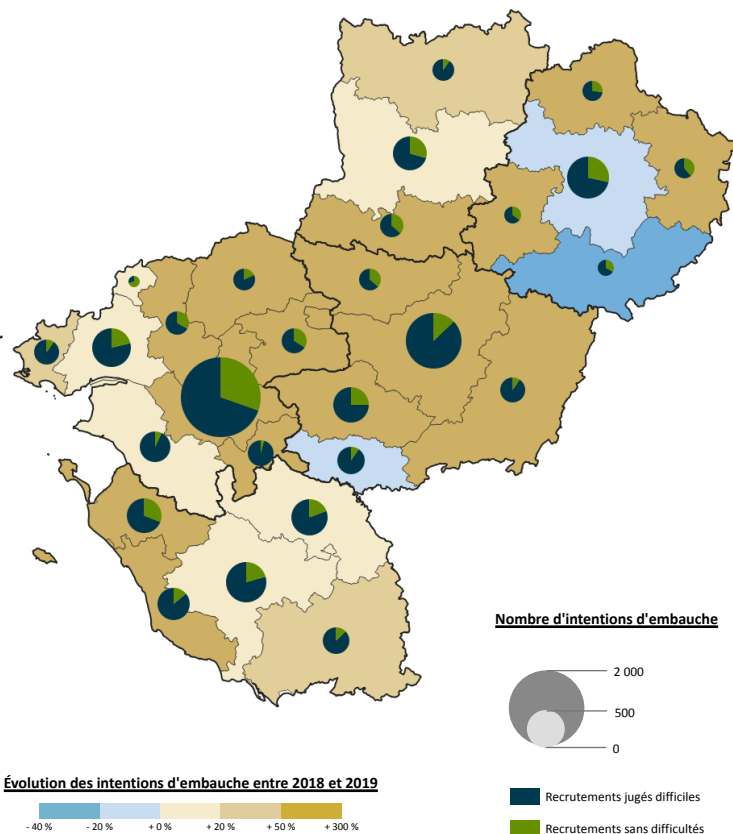 Nombre d'intentions d'embauche
2 000
500
0
Évolution des intentions d'embauche entre 2018 et 2019
- 40 % - 20 % + 0 % + 20 % + 50 % + 300 %
Recrutements jugés difficiles
Recrutements sans difficultés